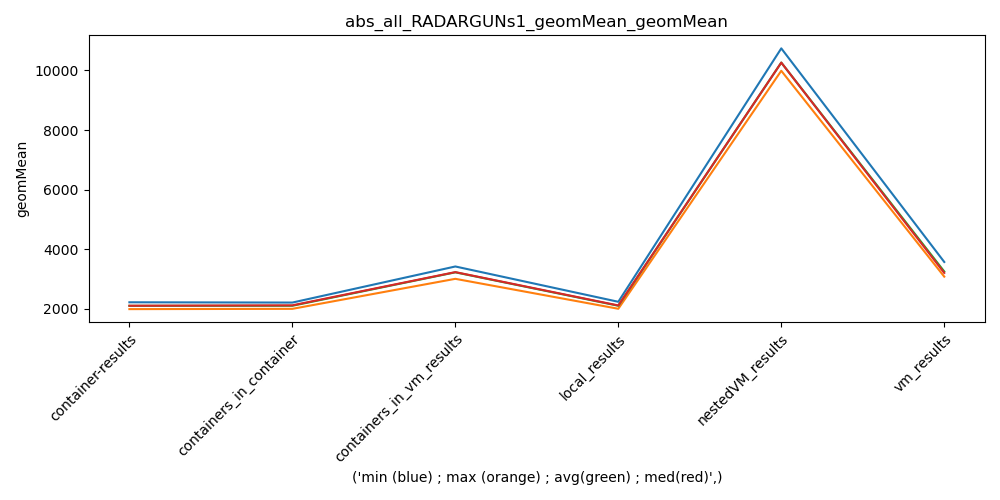 abs_all_RADARGUNs1_geomMean_geomMean
geomMean
10000
8000
6000
4000
2000
container-results
containers_in_container
containers_in_vm_results
local_results
nestedVM_results
vm_results
('min (blue) ; max (orange) ; avg(green) ; med(red)',)